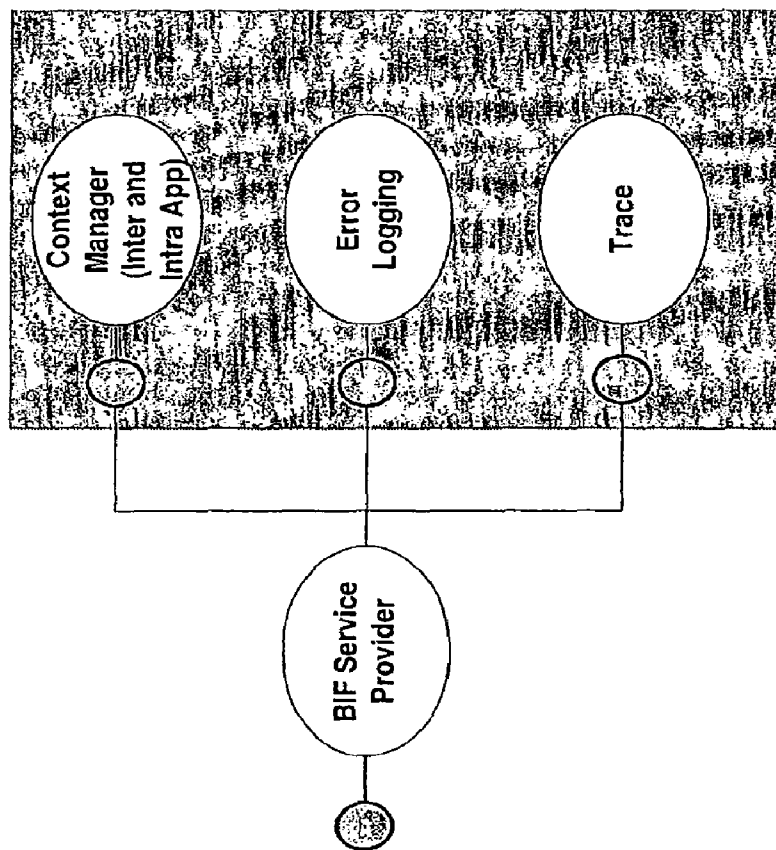 Context
Manager
(Inter and
Intra App)
Error
Logging
Trace
BIF Service
Provider